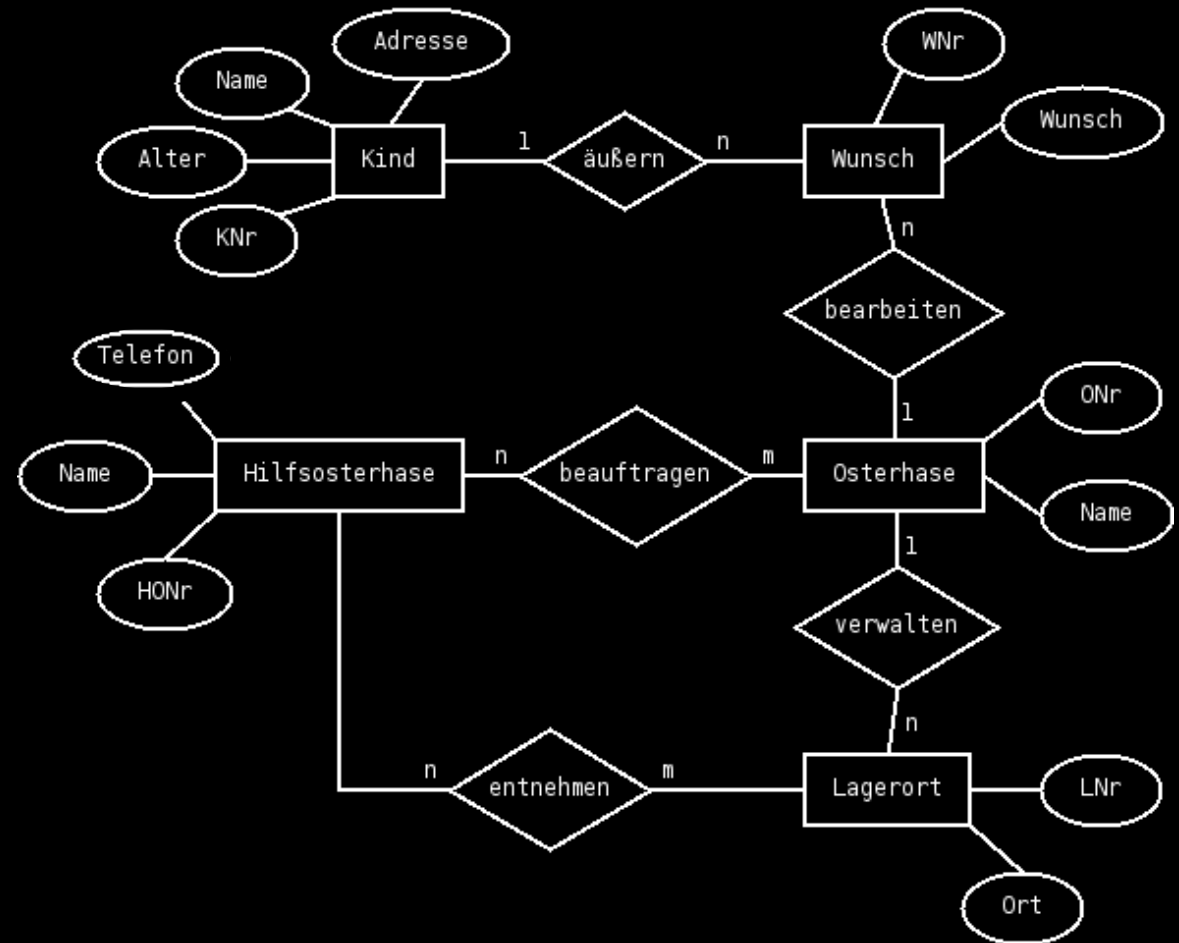 Adresse
WNr
Name
Wunsch
Alter
Kind
1
äußern
n
Wunsch
KNr
n
bearbeiten
Telefon
ONr
1
Name
Hilfsosterhase
n
beauftragen
m
Osterhase
Name
1
HONr
verwalten
n
n
entnehmen
m
Lagerort
LNr
Ort